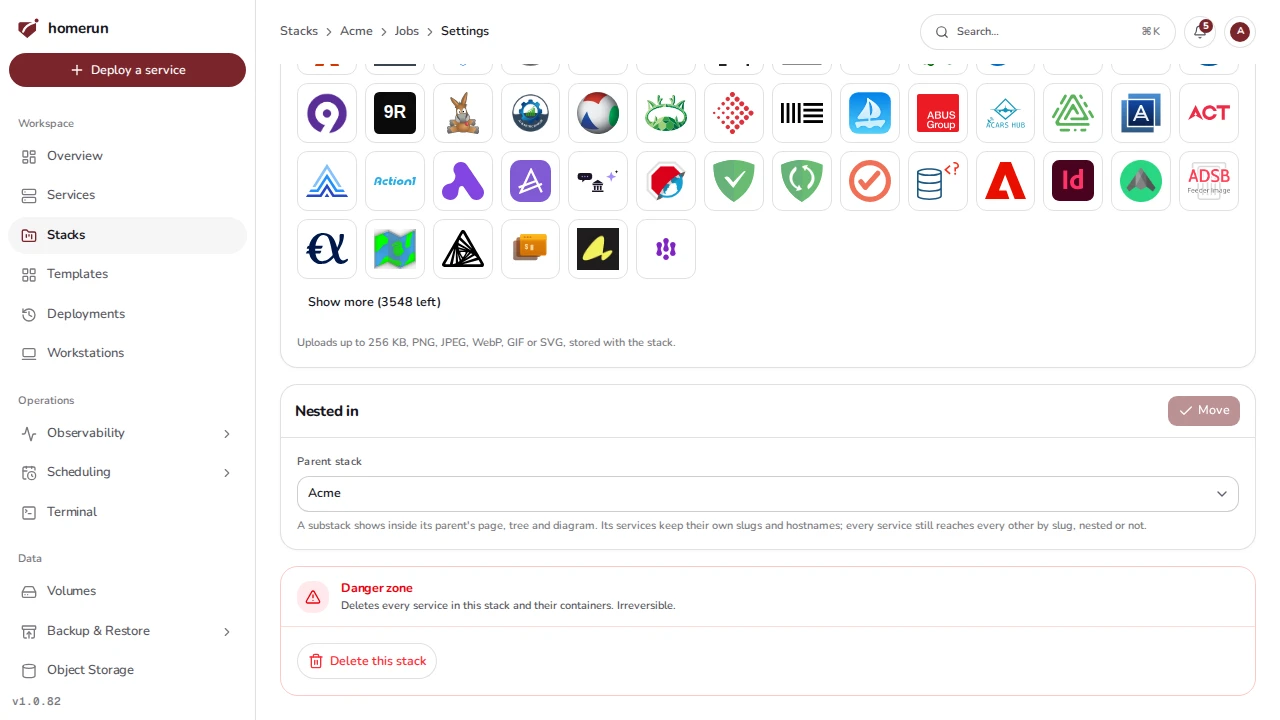 homerun
Stacks > Acme > Jobs > Settings
Search...
⌘K
5
A
Deploy a service
Workspace
Overview
Services
Stacks
Templates
Deployments
Workstations
Operations
Observability
Scheduling
Terminal
Data
Volumes
Backup & Restore
Object Storage
v1.0.82
9R
ABUS
Group
ACARS HUB
A
ACT
Action1
Id
ADSB
Feeder Image
€α
Show more (3548 left)
Uploads up to 256 KB, PNG, JPEG, WebP, GIF or SVG, stored with the stack.
Nested in
Move
Parent stack
Acme
A substack shows inside its parent's page, tree and diagram. Its services keep their own slugs and hostnames; every service still reaches every other by slug, nested or not.
Danger zone
Deletes every service in this stack and their containers. Irreversible.
Delete this stack